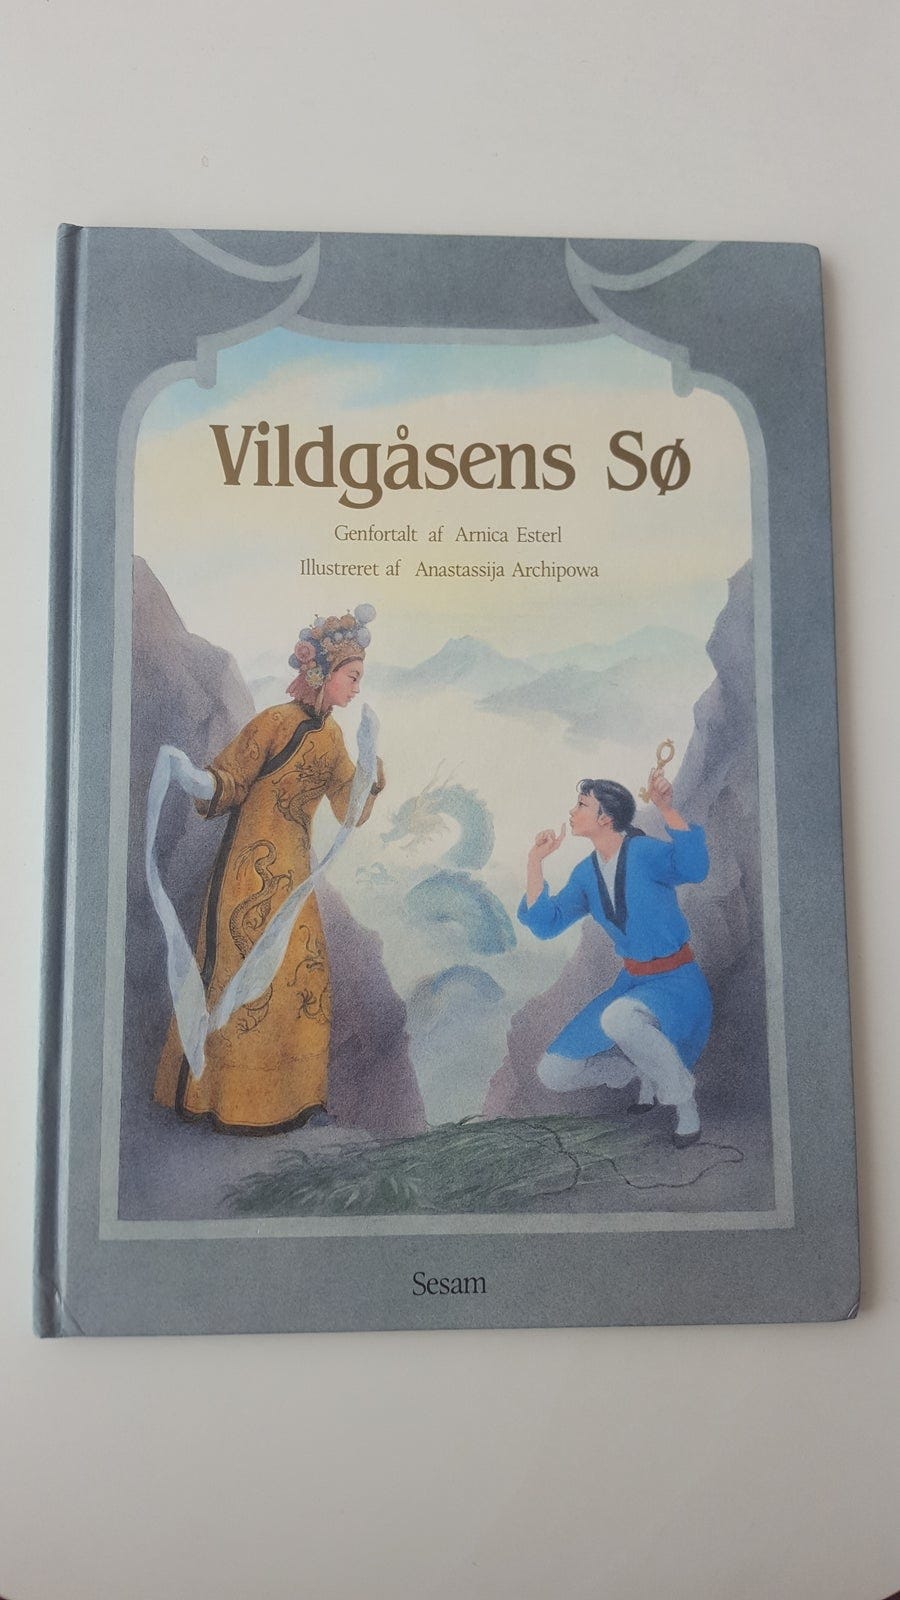 Vildgåsens Sø
Genfortalt af Arnica Esterl
Illustreret af Anastassija Archipowa
Sesam